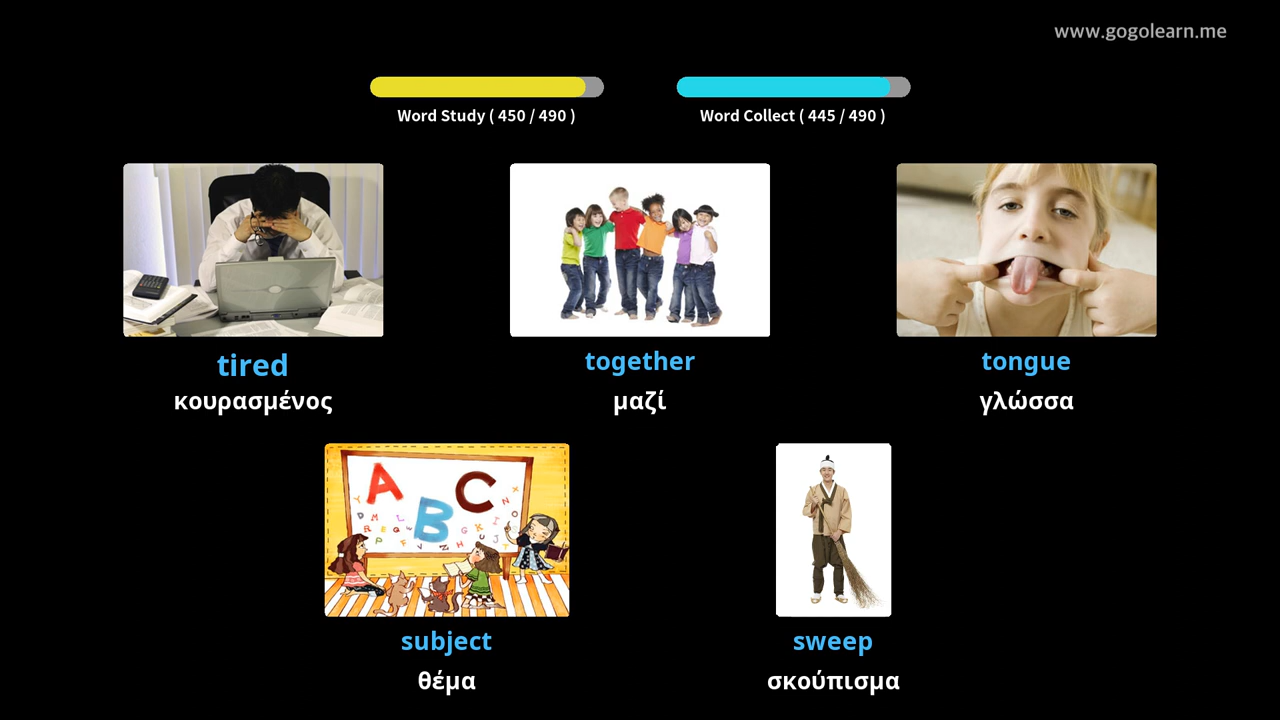 www.gogolearn.me
Word Study ( 450 / 490 )
Word Collect ( 445 / 490 )
tired
κουρασμένος
together
μαζί
tongue
γλώσσα
A B C
subject
θέμα
sweep
σκούπισμα